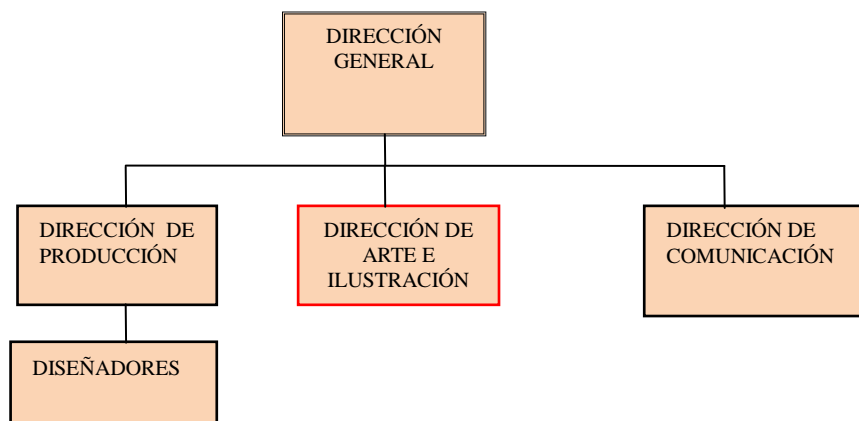 DIRECCIÓN
GENERAL
DIRECCIÓN DE
PRODUCCIÓN
DIRECCIÓN DE
ARTE E
ILUSTRACIÓN
DIRECCIÓN DE
COMUNICACIÓN
DISEÑADORES